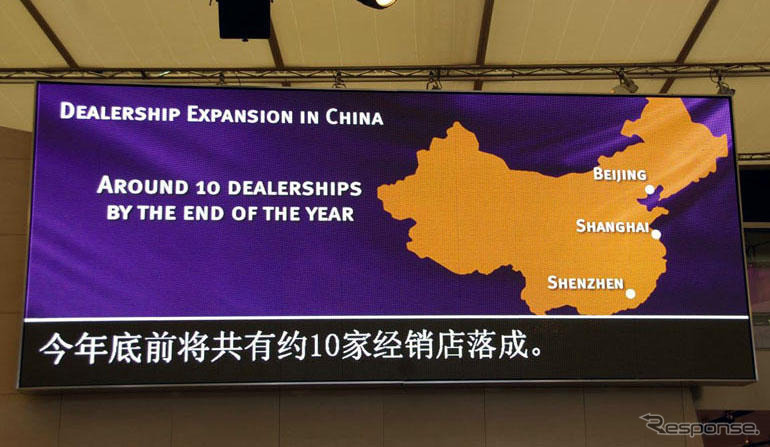 DEALERSHIP EXPANSION IN CHINA
AROUND 10 DEALERSHIPS
BY THE END OF THE YEAR
BEIJING
SHANGHAI
SHENZHEN
今年底前将共有约10家经销店落成。
Response.